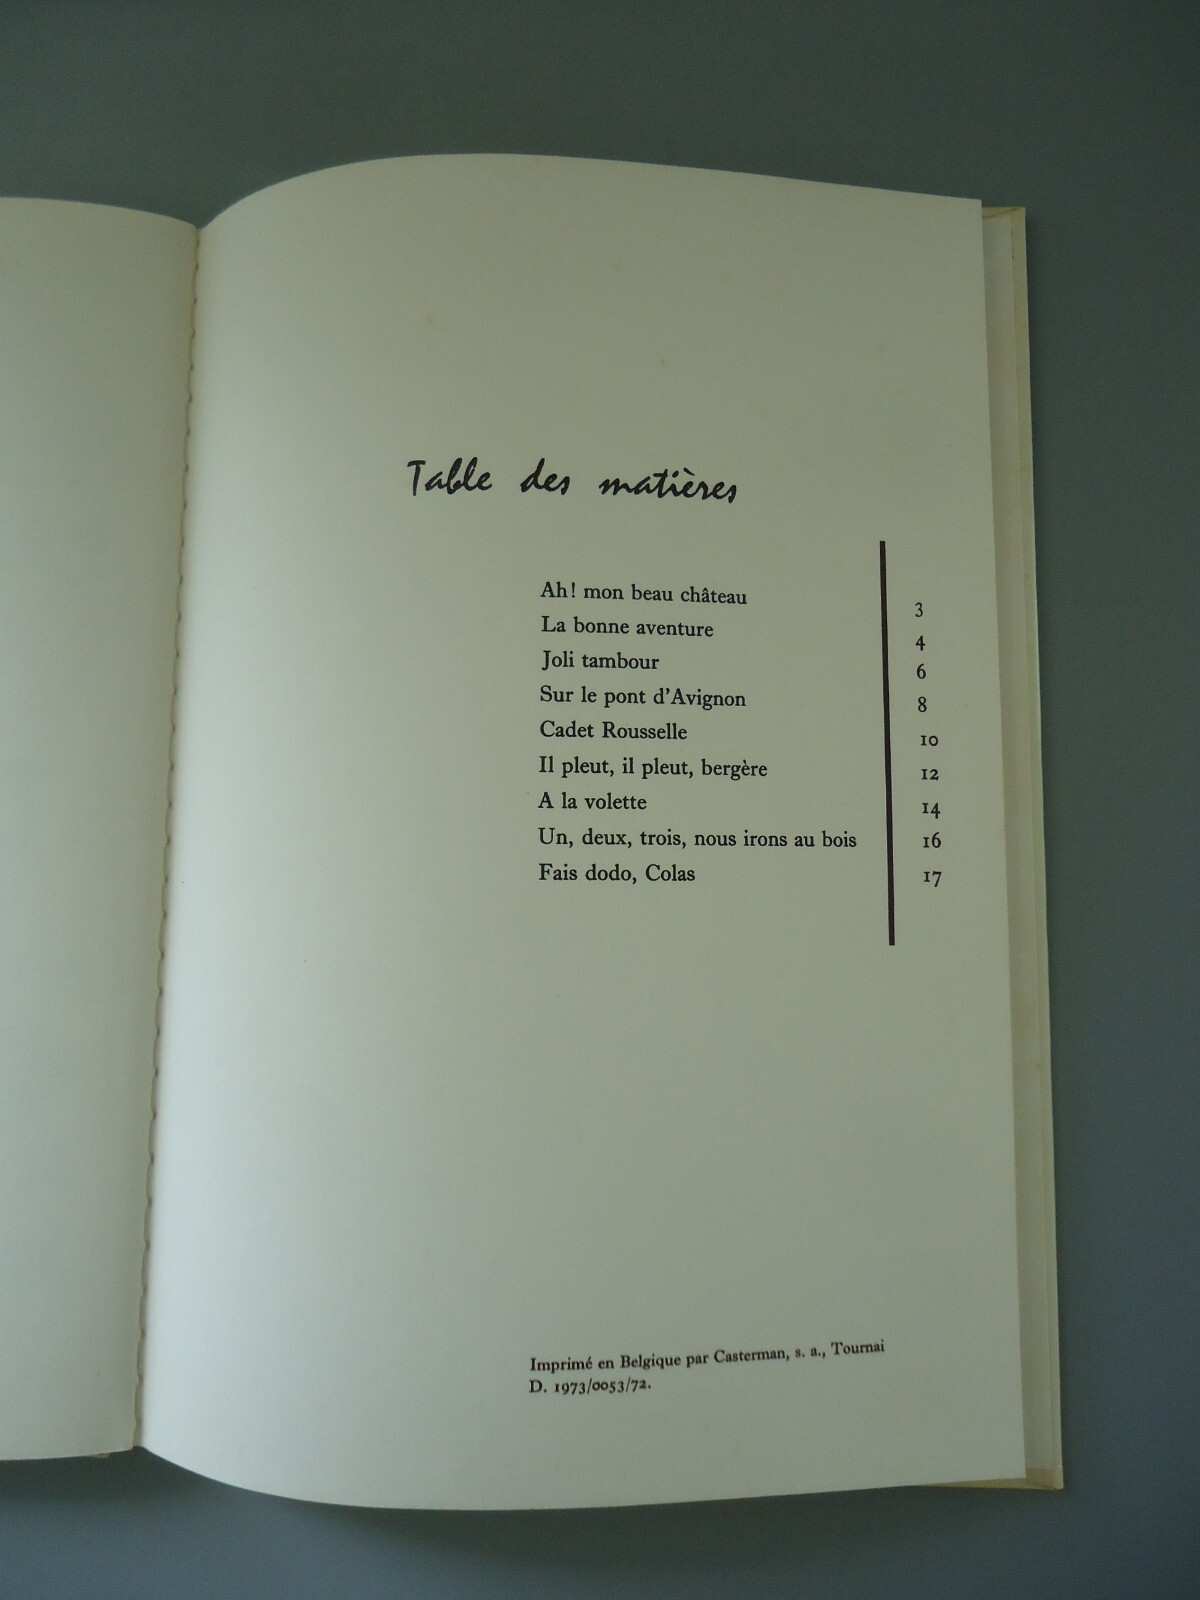 Table des matières
Ah! mon beau château 3
La bonne aventure 4
Joli tambour 6
Sur le pont d'Avignon 8
Cadet Rousselle 10
Il pleut, il pleut, bergère 12
A la volette 14
Un, deux, trois, nous irons au bois 16
Fais dodo, Colas 17
Imprimé en Belgique par Casterman, s. a., Tournai
D. 1973/0053/72.